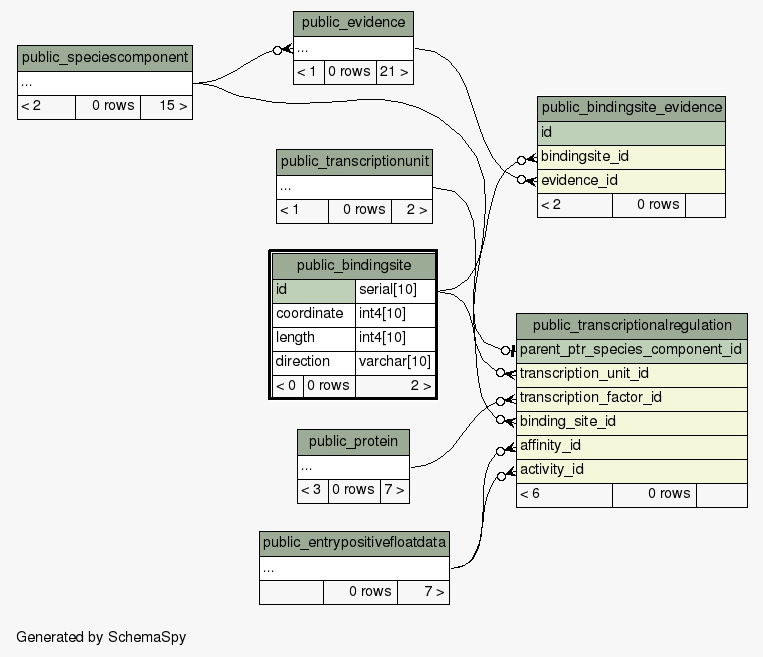 public_evidence
...
< 1 0 rows 21 >
public_speciescomponent
...
< 2 0 rows 15 >
public_bindingsite_evidence
id
bindingsite_id
evidence_id
< 2 0 rows
public_transcriptionunit
...
< 1 0 rows 2 >
public_bindingsite
id serial[10]
coordinate int4[10]
length int4[10]
direction varchar[10]
< 0 0 rows 2 >
public_transcriptionalregulation
parent_ptr_species_component_id
transcription_unit_id
transcription_factor_id
binding_site_id
affinity_id
activity_id
< 6 0 rows
public_protein
...
< 3 0 rows 7 >
public_entrypositivefloatdata
...
0 rows 7 >
Generated by SchemaSpy